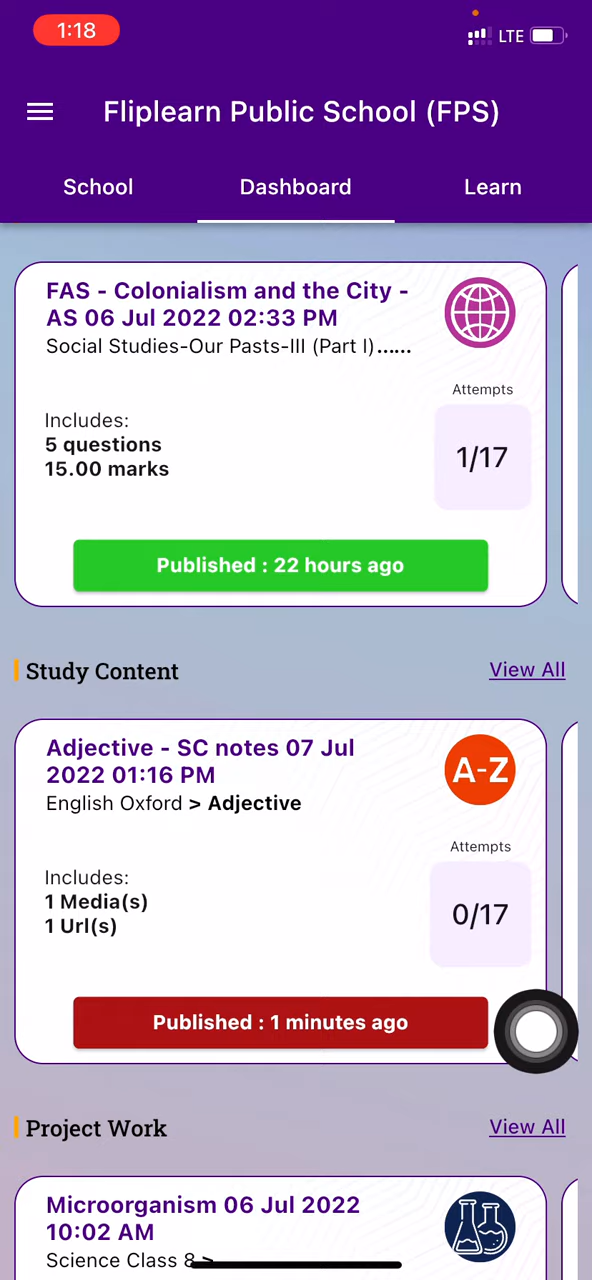 1:18
LTE
Fliplearn Public School (FPS)
School Dashboard Learn
FAS - Colonialism and the City -
AS 06 Jul 2022 02:33 PM
Social Studies-Our Pasts-III (Part I)......
Attempts
Includes:
5 questions
15.00 marks
1/17
Published : 22 hours ago
Study Content View All
Adjective - SC notes 07 Jul
2022 01:16 PM
English Oxford > Adjective
A-Z
Attempts
Includes:
1 Media(s)
1 Url(s)
0/17
Published : 1 minutes ago
Project Work View All
Microorganism 06 Jul 2022
10:02 AM
Science Class 8 >